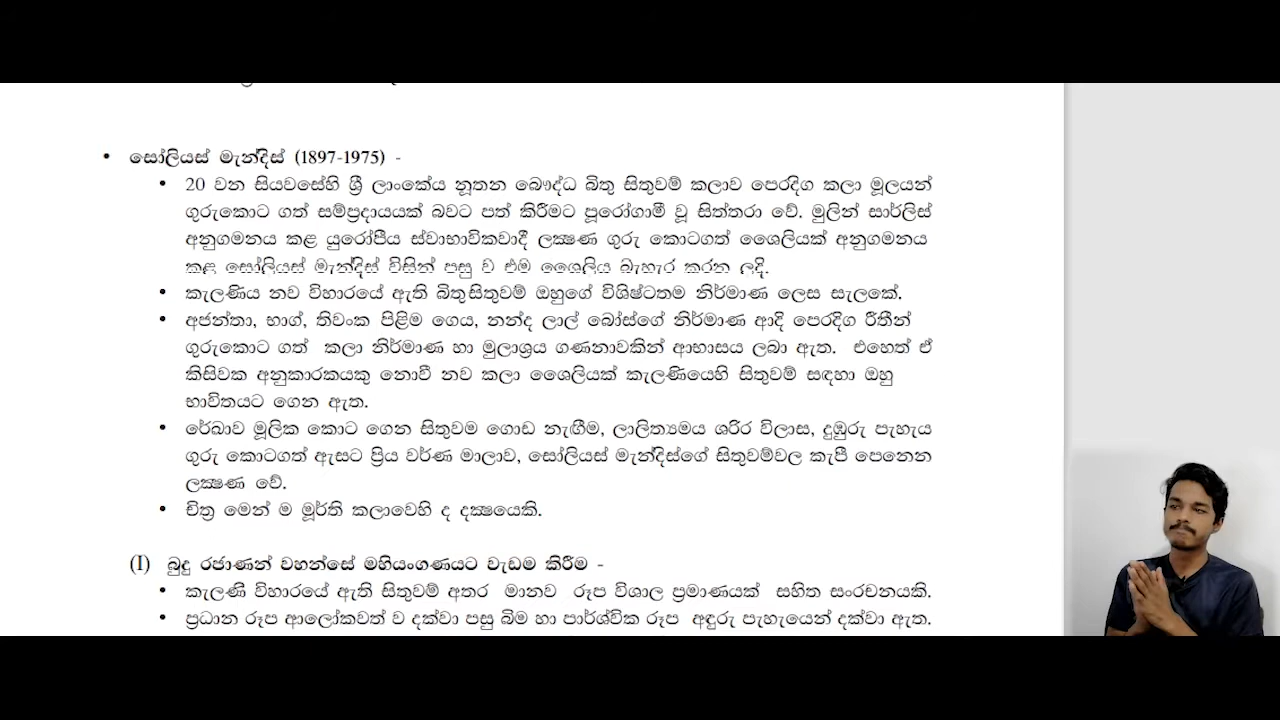 • සෝලියස් මැන්දිස් (1897-1975) -
• 20 වන සියවසේහි ශ්‍රී ලාංකේය නූතන බෞද්ධ බිතු සිතුවම් කලාව පෙරදිග කලා මූලයන්
ගුරුකොට ගත් සම්ප්‍රදායයක් බවට පත් කිරීමට පූරෝගාමී වූ සිත්තරා වේ. මුලින් සාර්ලිස්
අනුගමනය කළ යුරෝපීය ස්වාභාවිකවාදී ලක්‍ෂණ ගුරු කොටගත් ශෛලියක් අනුගමනය
කළ සෝලියස් මැන්දිස් විසින් පසු ව එම ශෛලිය බැහැර කරන ලදි.
• කැලණිය නව විහාරයේ ඇති බිතුසිතුවම් ඔහුගේ විශිෂ්ටතම නිර්මාණ ලෙස සැලකේ.
• අජන්තා, භාග්, තිවංක පිළිම ගෙය, නන්ද ලාල් බෝස්ගේ නිර්මාණ ආදි පෙරදිග රීතීන්
ගුරුකොට ගත් කලා නිර්මාණ හා මුලාශ්‍රය ගණනාවකින් ආභාසය ලබා ඇත. එහෙත් ඒ
කිසිවක අනුකාරකයකු නොවී නව කලා ශෛලියක් කැලණියෙහි සිතුවම් සඳහා ඔහු
භාවිතයට ගෙන ඇත.
• රේඛාව මූලික කොට ගෙන සිතුවම ගොඩ නැඟීම, ලාලිත්‍යමය ශරිර විලාස, දුඹුරු පැහැය
ගුරු කොටගත් ඇසට ප්‍රිය වර්ණ මාලාව, සෝලියස් මැන්දිස්ගේ සිතුවම්වල කැපී පෙනෙන
ලක්‍ෂණ වේ.
• චිත්‍ර මෙන් ම මූර්ති කලාවෙහි ද දක්‍ෂයෙකි.
(I) බුදු රජාණන් වහන්සේ මහියංගණයට වැඩම කිරීම -
• කැලණි විහාරයේ ඇති සිතුවම් අතර මානව රූප විශාල ප්‍රමාණයක් සහිත සංරචනයකි.
• ප්‍රධාන රූප ආලෝකවත් ව දක්වා පසු බිම හා පාර්ශ්වික රූප අඳුරු පැහැයෙන් දක්වා ඇත.